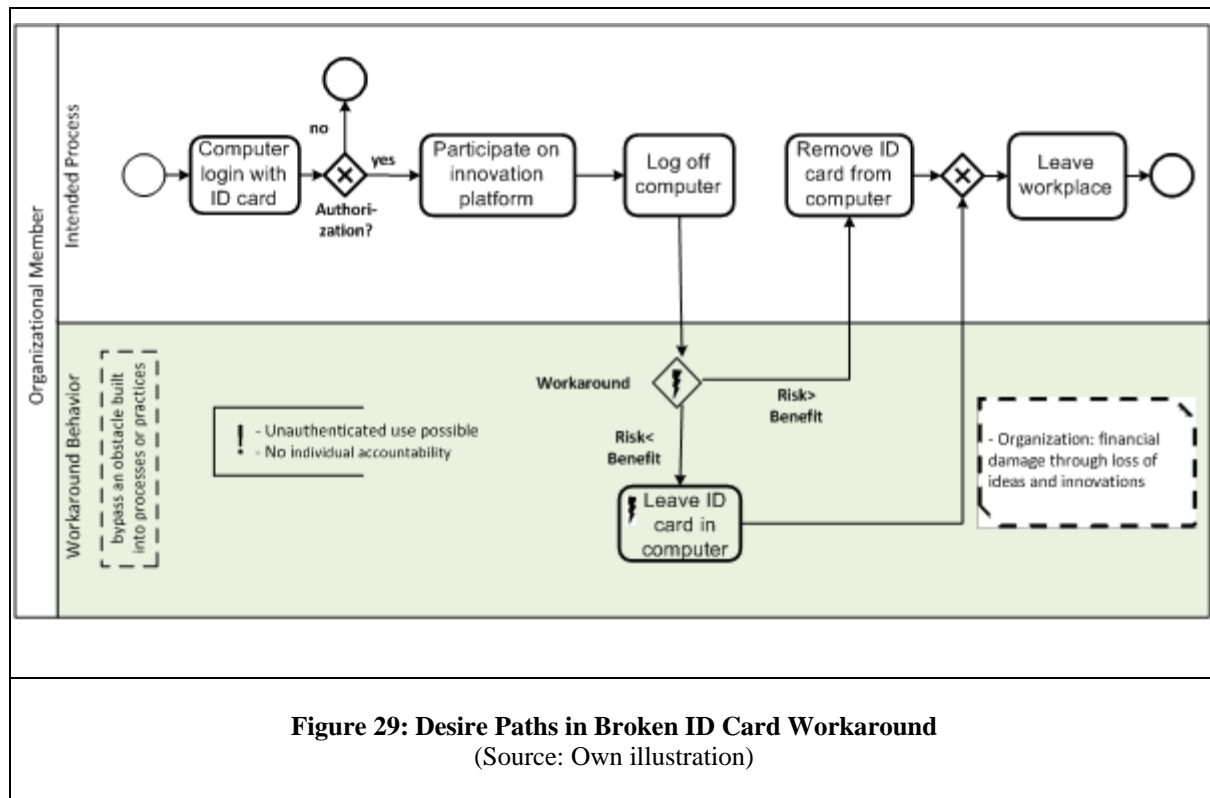 Organizational Member
Intended Process
Computer
login with
ID card
no
yes
Authori-
zation?
Participate on
innovation
platform
Log off
computer
Remove ID
card from
computer
Leave
workplace
Workaround Behavior
bypass an obstacle built
into processes or practices
! - Unauthenticated use possible
- No individual accountability
Workaround
Risk>
Benefit
Risk<
Benefit
Leave ID
card in
computer
- Organization: financial
damage through loss of
ideas and innovations
Figure 29: Desire Paths in Broken ID Card Workaround
(Source: Own illustration)